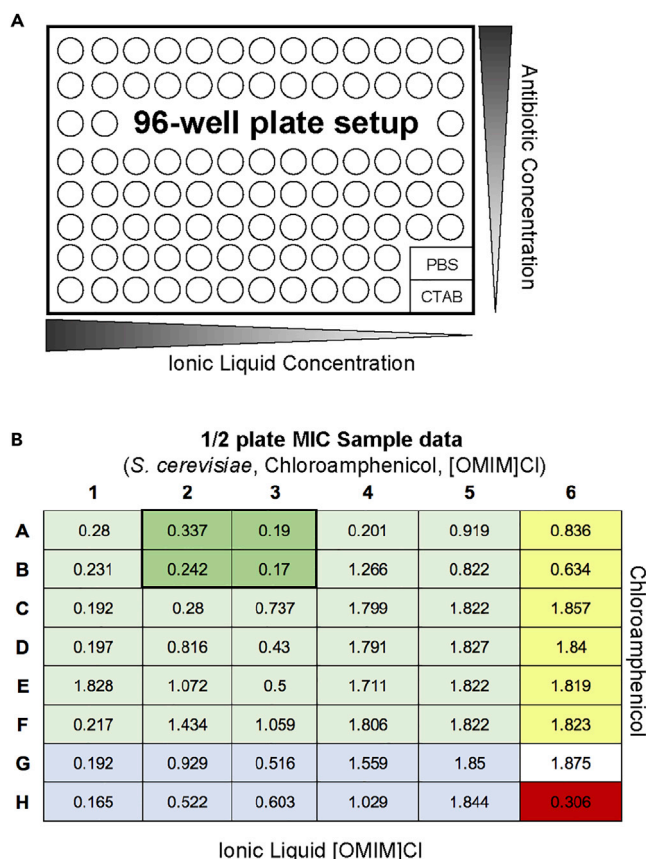 A
96-well plate setup
Antibiotic Concentration
PBS
CTAB
Ionic Liquid Concentration
B
1/2 plate MIC Sample data
(S. cerevisiae, Chloroamphenicol, [OMIM]Cl)
1 2 3 4 5 6
A 0.28 0.337 0.19 0.201 0.919 0.836
B 0.231 0.242 0.17 1.266 0.822 0.634
C 0.192 0.28 0.737 1.799 1.822 1.857
D 0.197 0.816 0.43 1.791 1.827 1.84
E 1.828 1.072 0.5 1.711 1.822 1.819
F 0.217 1.434 1.059 1.806 1.822 1.823
G 0.192 0.929 0.516 1.559 1.85 1.875
H 0.165 0.522 0.603 1.029 1.844 0.306
Chloroamphenicol
Ionic Liquid [OMIM]Cl